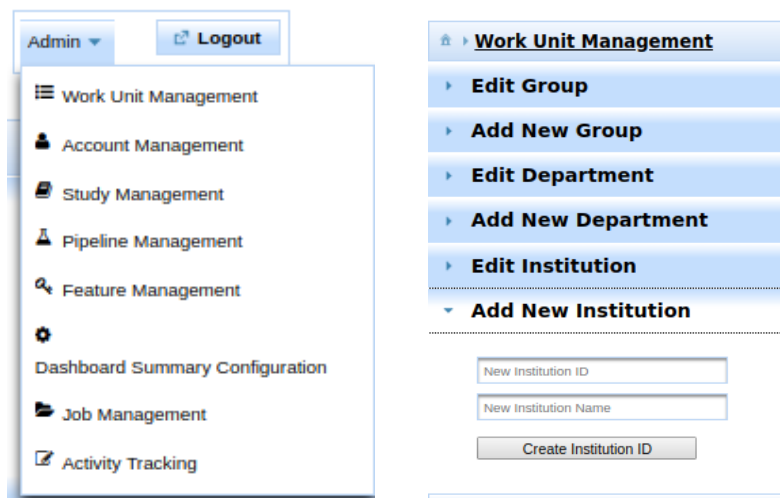 Admin
Logout
Work Unit Management
Account Management
Study Management
Pipeline Management
Feature Management
Dashboard Summary Configuration
Job Management
Activity Tracking
Work Unit Management
Edit Group
Add New Group
Edit Department
Add New Department
Edit Institution
Add New Institution
New Institution ID
New Institution Name
Create Institution ID